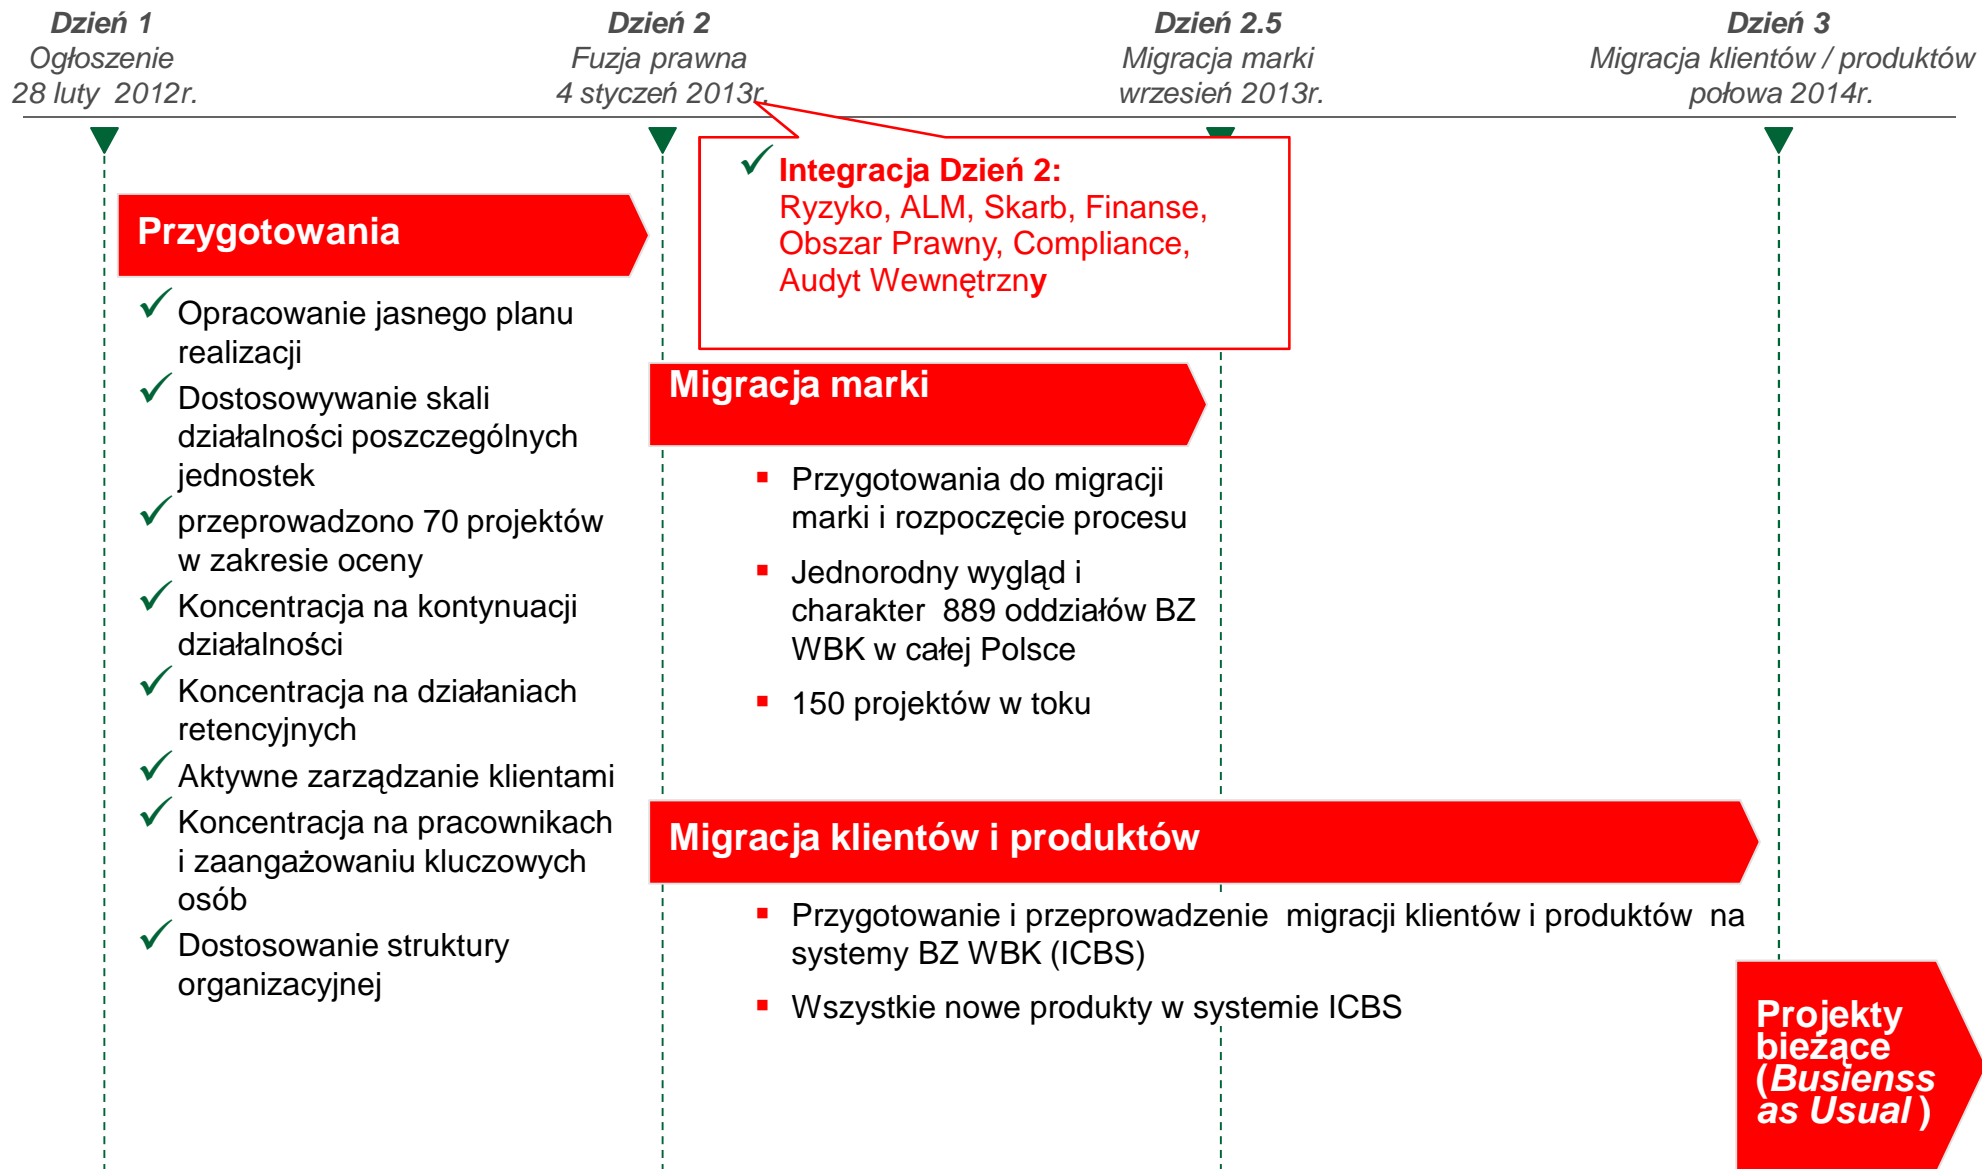 Dzień 1
Ogłoszenie
28 luty 2012r.
Dzień 2
Fuzja prawna
4 styczeń 2013r.
Dzień 2.5
Migracja marki
wrzesień 2013r.
Dzień 3
Migracja klientów / produktów
połowa 2014r.
Integracja Dzień 2:
Ryzyko, ALM, Skarb, Finanse,
Obszar Prawny, Compliance,
Audyt Wewnętrzny
Przygotowania
Opracowanie jasnego planu
realizacji
Dostosowywanie skali
działalności poszczególnych
jednostek
przeprowadzono 70 projektów
w zakresie oceny
Koncentracja na kontynuacji
działalności
Koncentracja na działaniach
retencyjnych
Aktywne zarządzanie klientami
Koncentracja na pracownikach
i zaangażowaniu kluczowych
osób
Dostosowanie struktury
organizacyjnej
Migracja marki
Przygotowania do migracji
marki i rozpoczęcie procesu
Jednorodny wygląd i
charakter 889 oddziałów BZ
WBK w całej Polsce
150 projektów w toku
Migracja klientów i produktów
Przygotowanie i przeprowadzenie migracji klientów i produktów na
systemy BZ WBK (ICBS)
Wszystkie nowe produkty w systemie ICBS
Projekty
bieżące
(Busienss
as Usual )